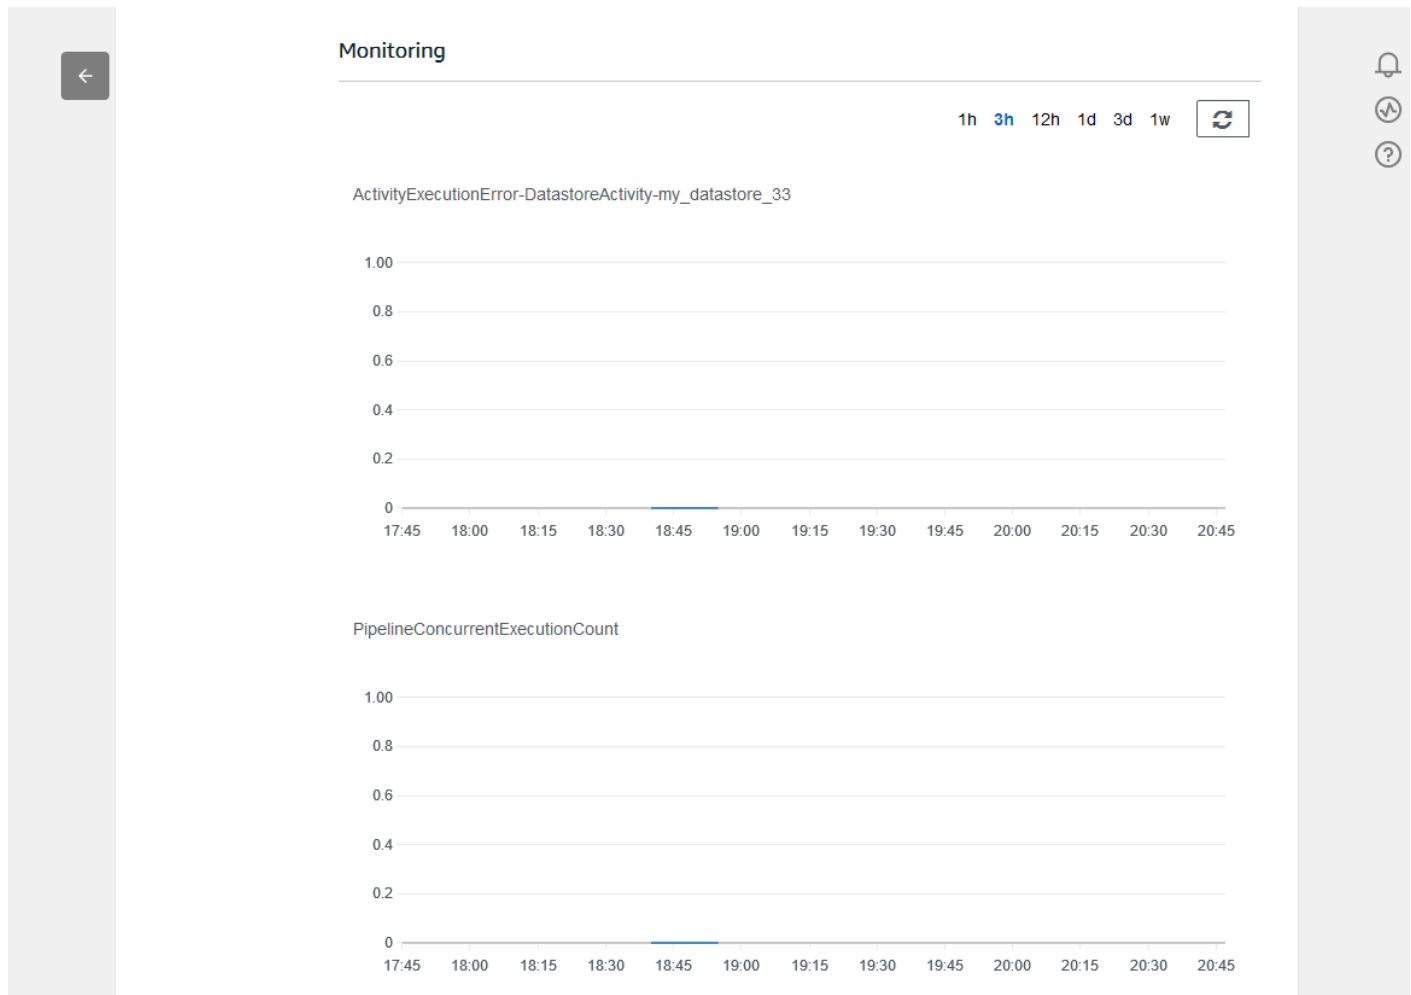 Monitoring
1h 3h 12h 1d 3d 1w
ActivityExecutionError-DatastoreActivity-my_datastore_33
1.00
0.8
0.6
0.4
0.2
0
17:45 18:00 18:15 18:30 18:45 19:00 19:15 19:30 19:45 20:00 20:15 20:30 20:45
PipelineConcurrentExecutionCount
1.00
0.8
0.6
0.4
0.2
0
17:45 18:00 18:15 18:30 18:45 19:00 19:15 19:30 19:45 20:00 20:15 20:30 20:45